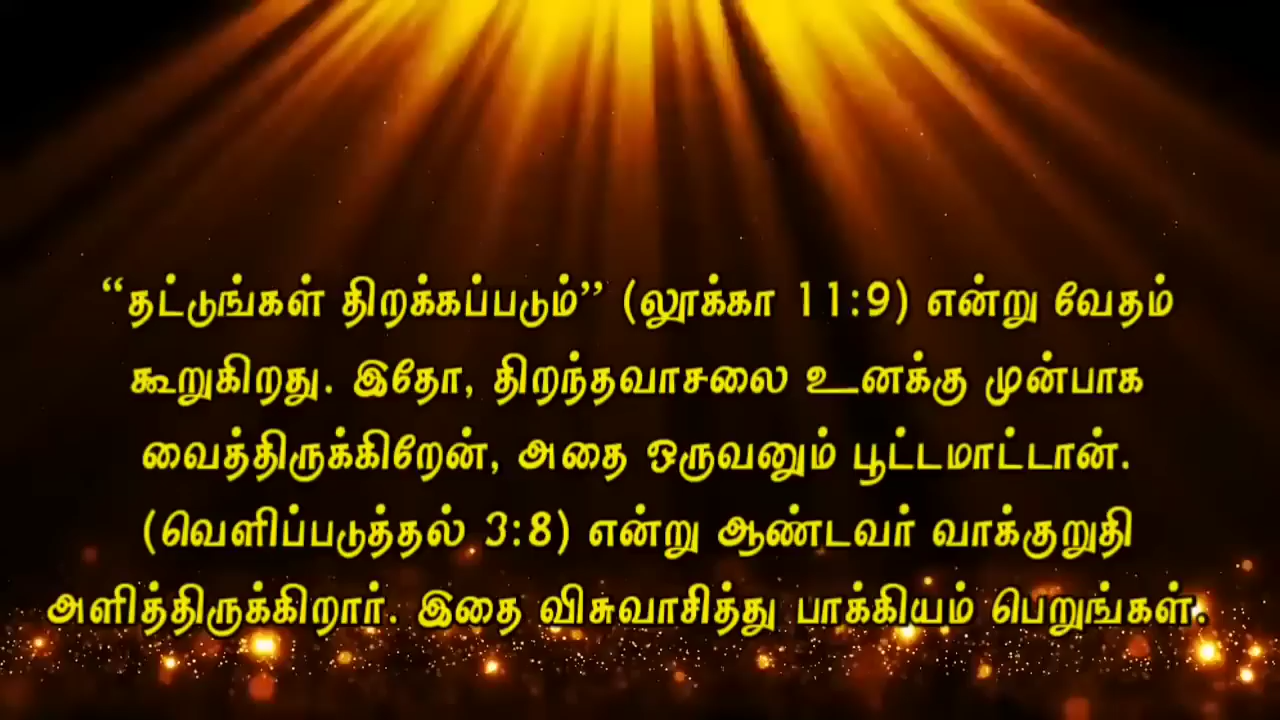 “தட்டுங்கள் திறக்கப்படும்” (லூக்கா 11:9) என்று வேதம்
கூறுகிறது. இதோ, திறந்தவாசலை உனக்கு முன்பாக
வைத்திருக்கிறேன், அதை ஒருவனும் பூட்டமாட்டான்.
(வெளிப்படுத்தல் 3:8) என்று ஆண்டவர் வாக்குறுதி
அளித்திருக்கிறார். இதை விசுவாசித்து பாக்கியம் பெறுங்கள்.